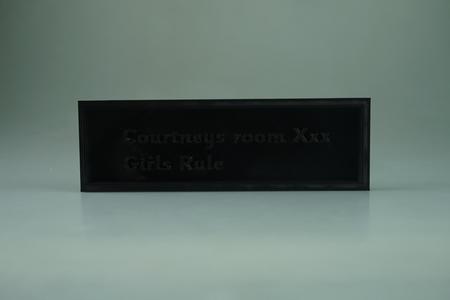 Courtneys room Xxx
Girls Rule